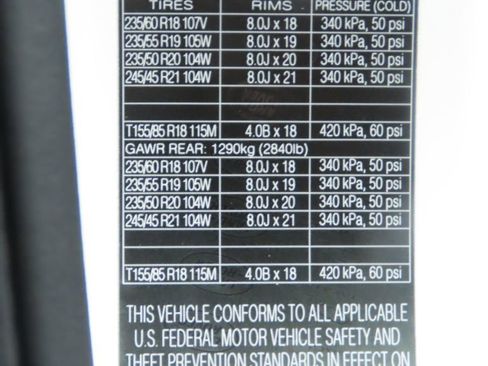 TIRES RIMS PRESSURE (COLD)
235/60 R18 107V 8.0J x 18 340 kPa, 50 psi
235/55 R19 105W 8.0J x 19 340 kPa, 50 psi
235/50 R20 104W 8.0J x 20 340 kPa, 50 psi
245/45 R21 104W 8.0J x 21 340 kPa, 50 psi
T155/85 R18 115M 4.0B x 18 420 kPa, 60 psi
GAWR REAR: 1290kg (2840lb)
235/60 R18 107V 8.0J x 18 340 kPa, 50 psi
235/55 R19 105W 8.0J x 19 340 kPa, 50 psi
235/50 R20 104W 8.0J x 20 340 kPa, 50 psi
245/45 R21 104W 8.0J x 21 340 kPa, 50 psi
T155/85 R18 115M 4.0B x 18 420 kPa, 60 psi
THIS VEHICLE CONFORMS TO ALL APPLICABLE
U.S. FEDERAL MOTOR VEHICLE SAFETY AND
THEFT PREVENTION STANDARDS IN EFFECT ON